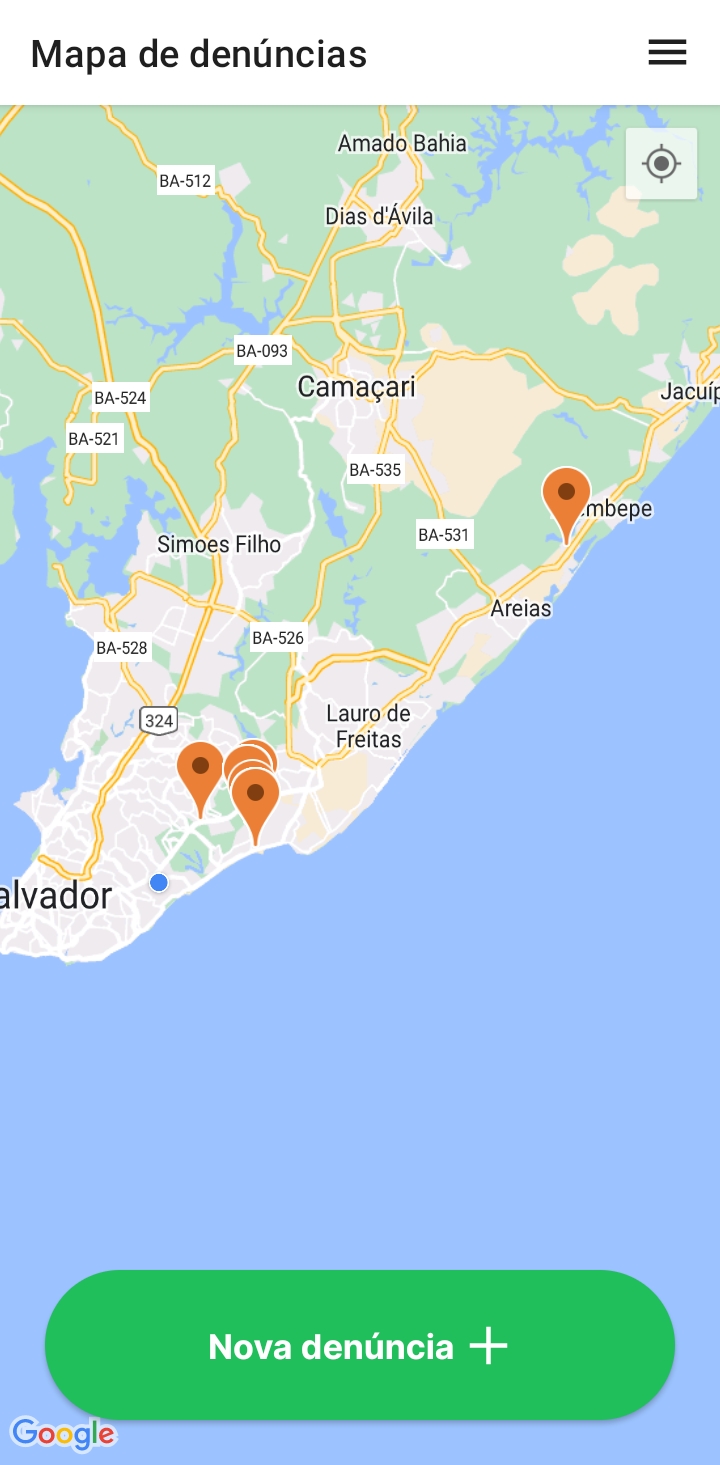 Mapa de denúncias
Amado Bahia
BA-512
Dias d'Ávila
BA-093
Camaçari
BA-524
Jacuíp
BA-521
BA-535
mbepe
BA-531
Simoes Filho
Areias
BA-526
BA-528
324
Lauro de
Freitas
alvador
Nova denúncia
Google